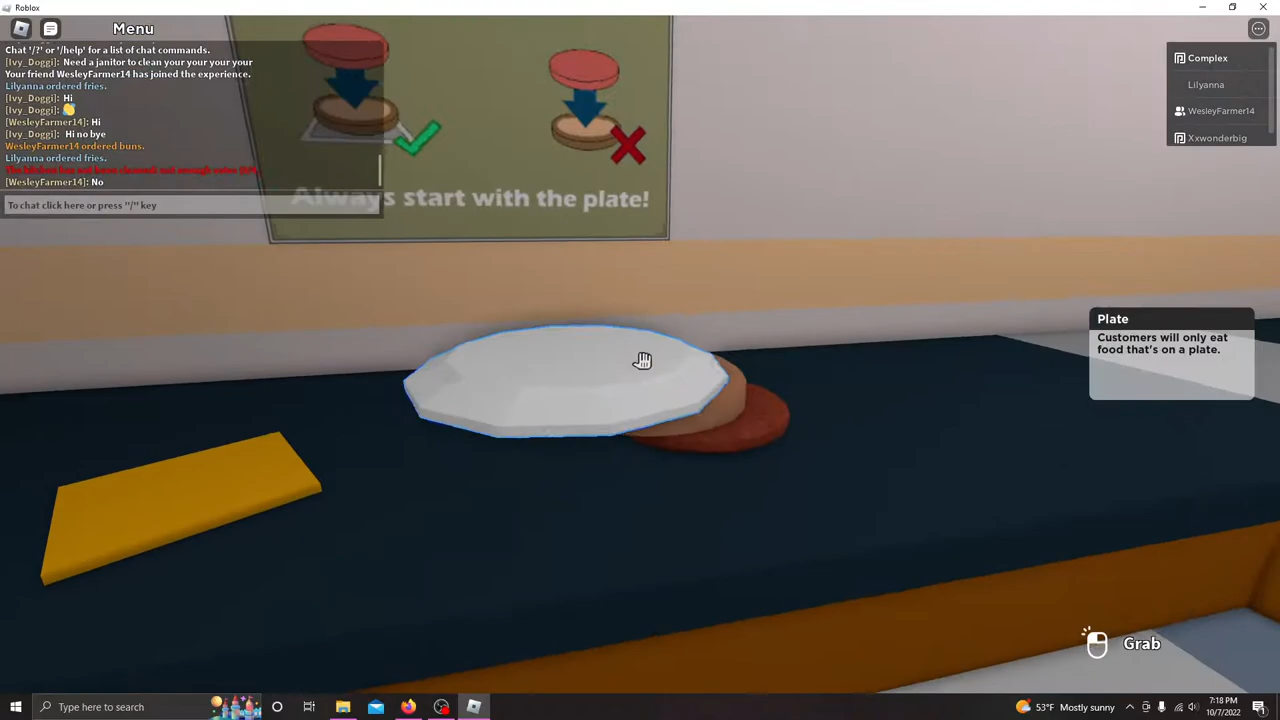 Roblox
Menu
Chat '/?' or '/help' for a list of chat commands.
[Ivy_Doggi]: Need a janitor to clean your your your your
Your friend WesleyFarmer14 has joined the experience.
Lilyanna ordered fries.
[Ivy_Doggi]: Hi
[Ivy_Doggi]: 👏
[WesleyFarmer14]: Hi
[Ivy_Doggi]: Hi no bye
WesleyFarmer14 ordered buns.
Lilyanna ordered fries.
[WesleyFarmer14]: No
To chat click here or press "/" key
Always start with the plate!
Complex
Lilyanna
WesleyFarmer14
Xxwonderbig
Plate
Customers will only eat
food that's on a plate.
Grab
Type here to search
53°F Mostly sunny
7:18 PM
10/7/2022
1